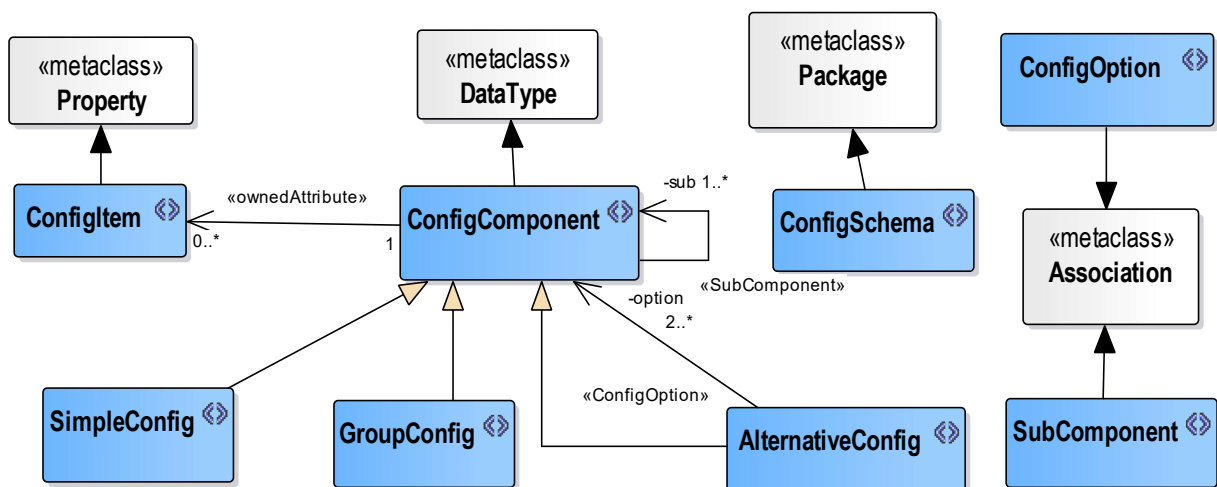 «metaclass»
Property
«metaclass»
DataType
«metaclass»
Package
ConfigOption
ConfigItem
«ownedAttribute»
0..*
1
ConfigComponent
-sub 1..*
«SubComponent»
ConfigSchema
«metaclass»
Association
-option
2..*
«ConfigOption»
SimpleConfig
GroupConfig
AlternativeConfig
SubComponent